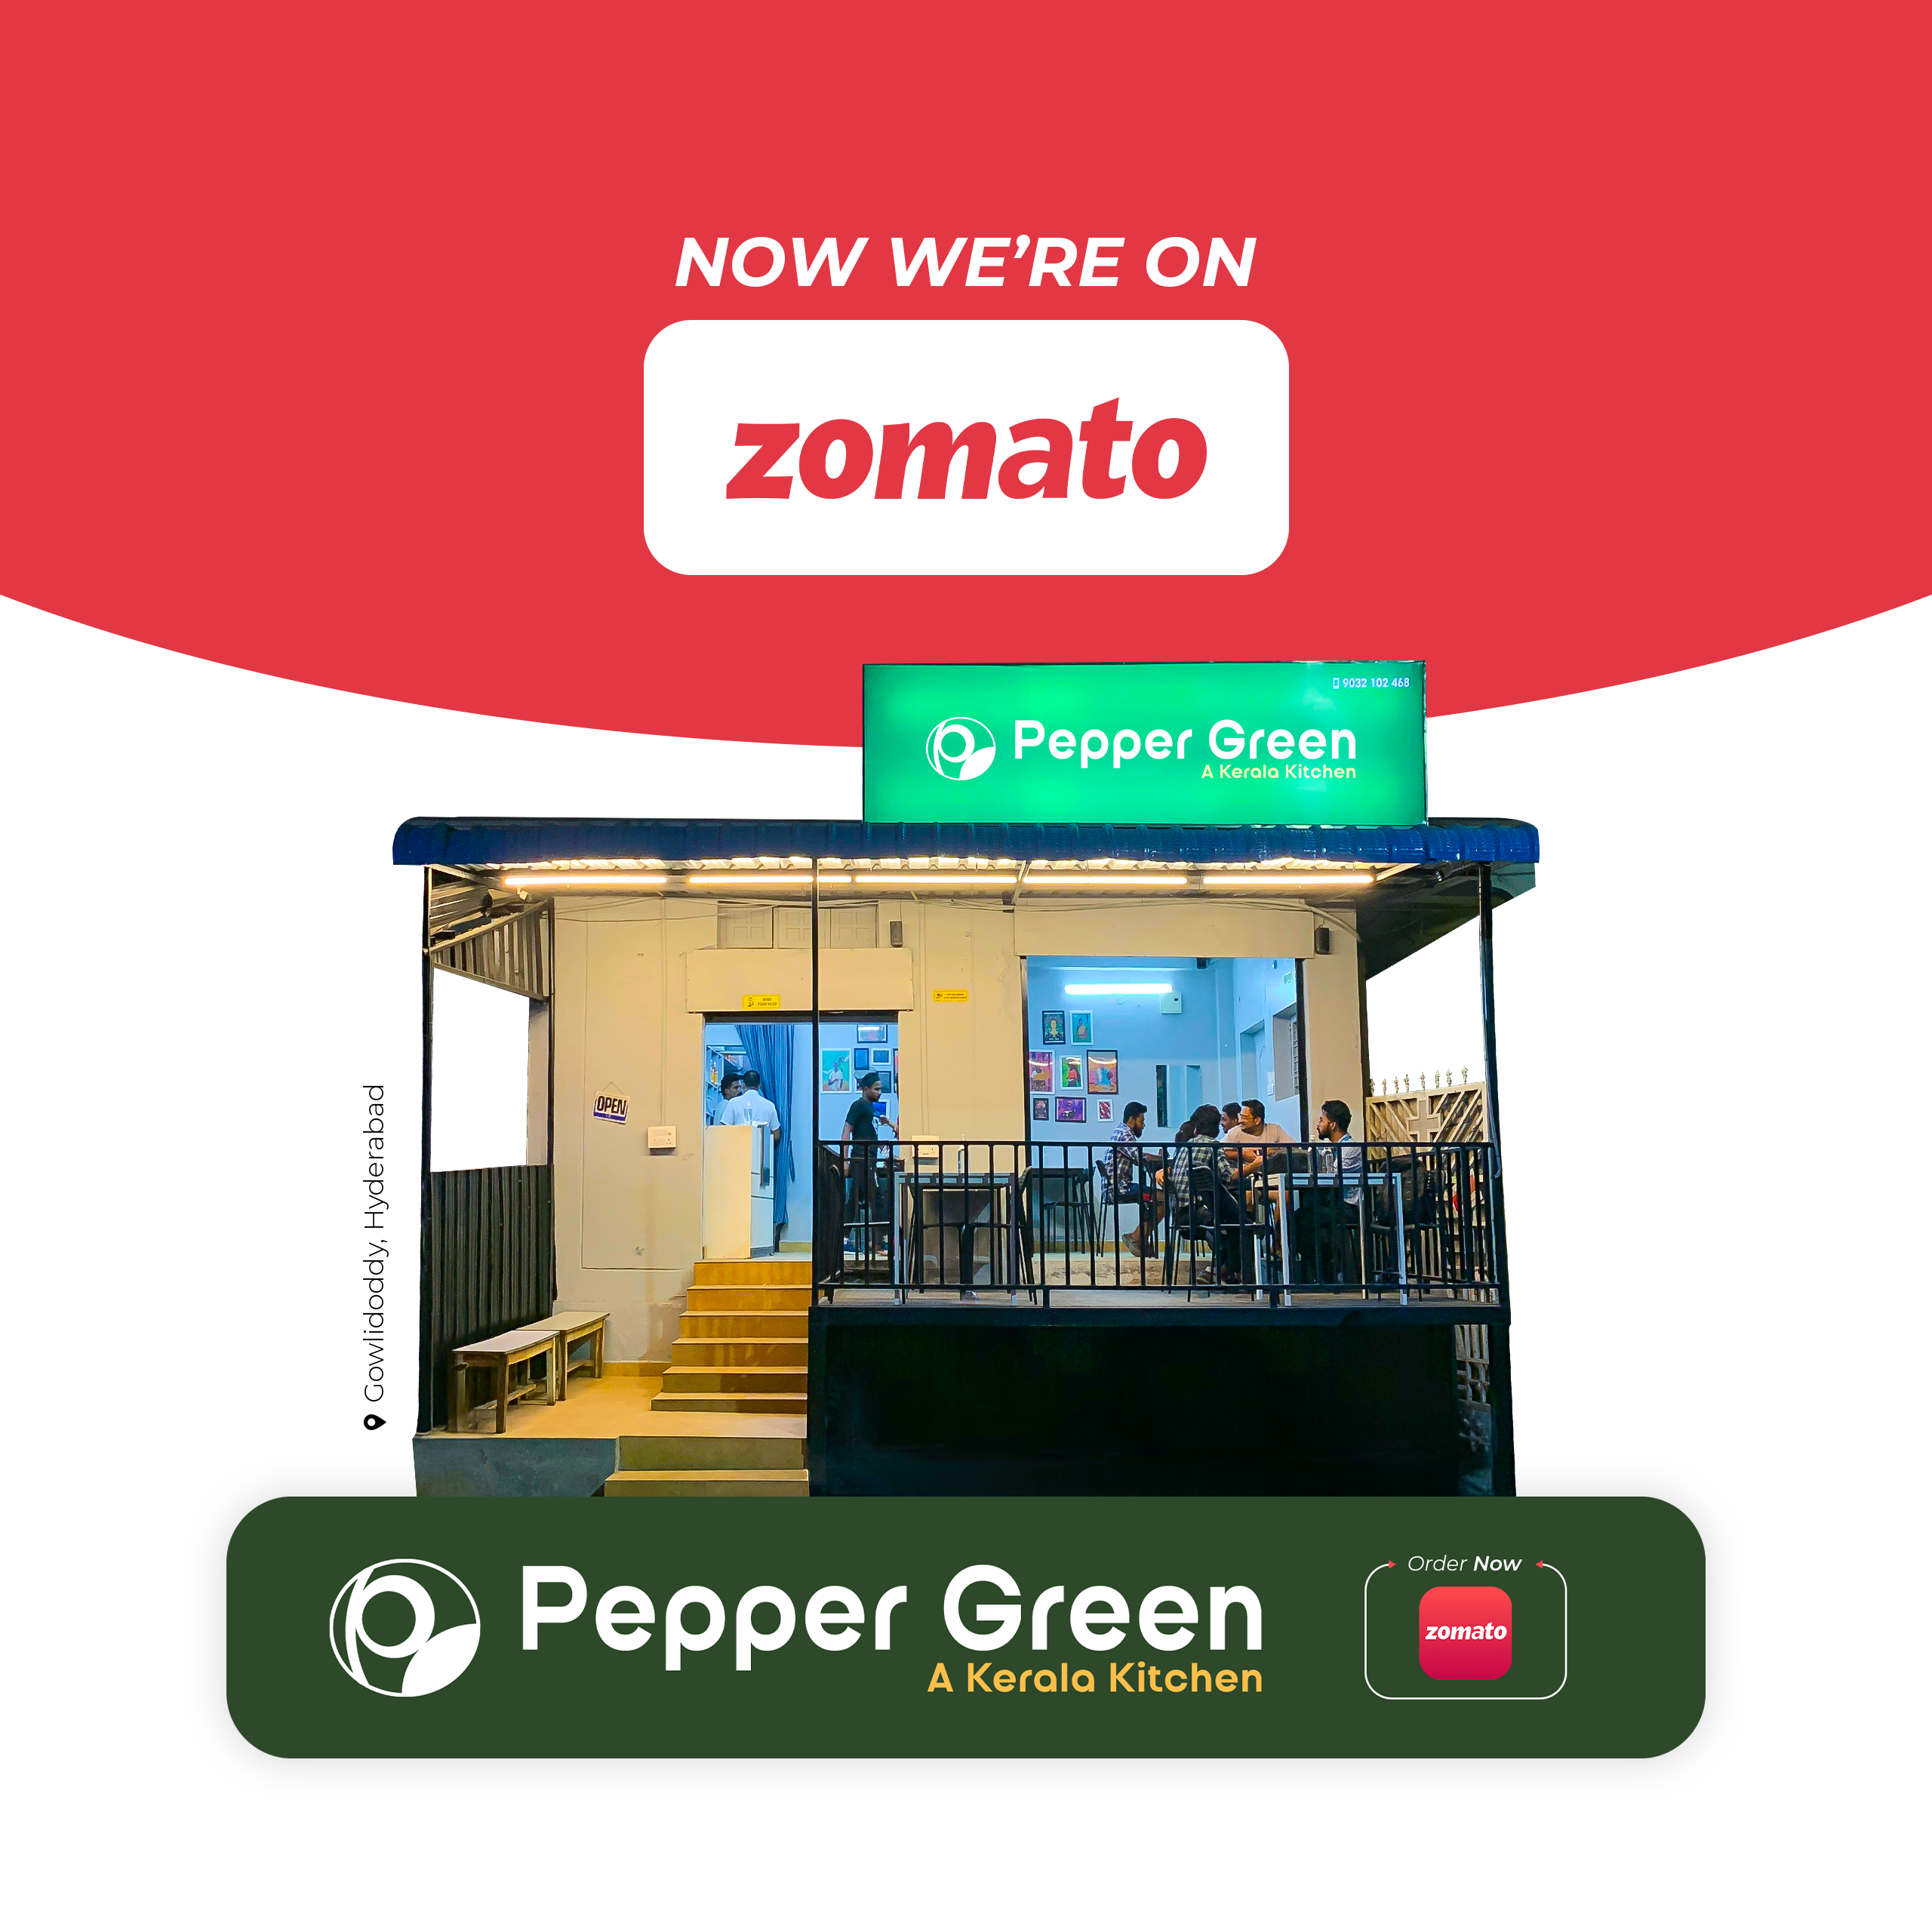 NOW WE’RE ON
zomato
9032 102 468
Pepper Green
A Kerala Kitchen
OPEN
Gowlidoddy, Hyderabad
Pepper Green
A Kerala Kitchen
Order Now
zomato